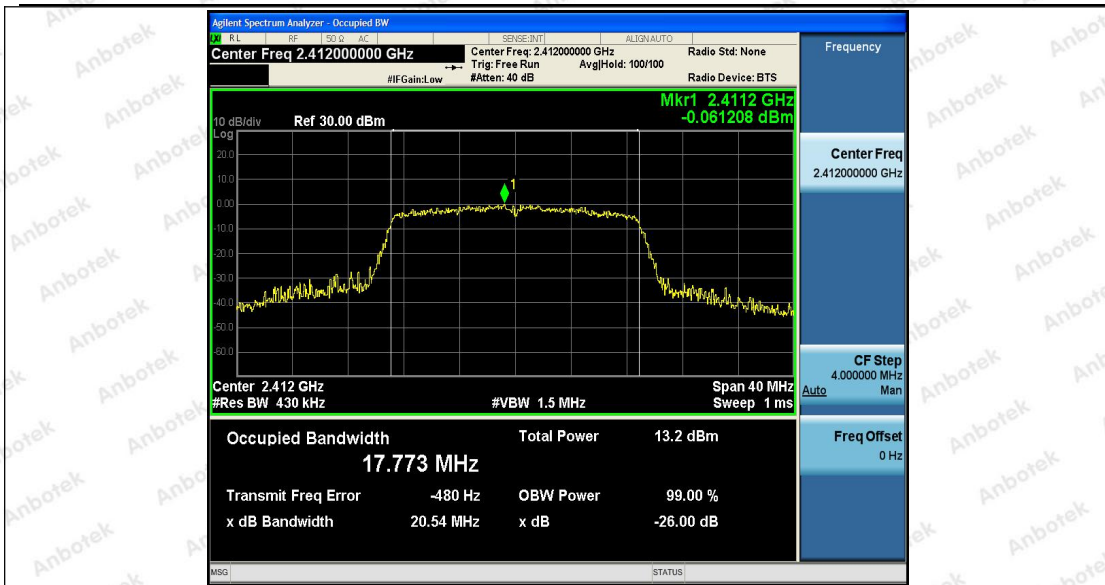 Agilent Spectrum Analyzer - Occupied BW
LXI RL RF 50 Ω AC SENSE:INT ALIGNAUTO
Center Freq 2.412000000 GHz
Center Freq: 2.412000000 GHz Radio Std: None
Trig: Free Run Avg|Hold: 100/100
#IFGain:Low #Atten: 40 dB Radio Device: BTS
Mkr1 2.4112 GHz
10 dB/div Ref 30.00 dBm -0.061208 dBm
Log
20.0
10.0
0.00
-10.0
-20.0
-30.0
-40.0
-50.0
-60.0
1
Center 2.412 GHz Span 40 MHz
#Res BW 430 kHz #VBW 1.5 MHz Sweep 1 ms
Occupied Bandwidth Total Power 13.2 dBm
17.773 MHz
Transmit Freq Error -480 Hz OBW Power 99.00 %
x dB Bandwidth 20.54 MHz x dB -26.00 dB
MSG STATUS
Frequency
Center Freq
2.412000000 GHz
CF Step
4.000000 MHz
Auto Man
Freq Offset
0 Hz
Anbotek